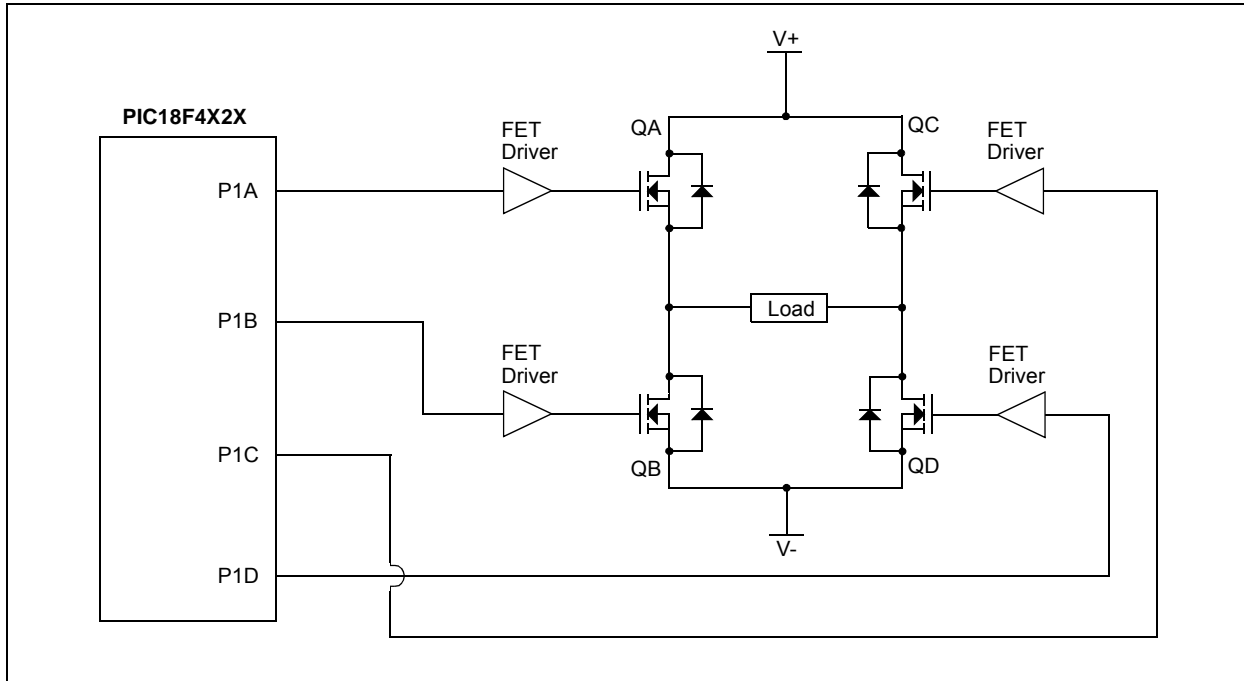 V+
PIC18F4X2X
FET
Driver
QA
QC
FET
Driver
P1A
Load
P1B
FET
Driver
FET
Driver
P1C
QB
QD
V-
P1D